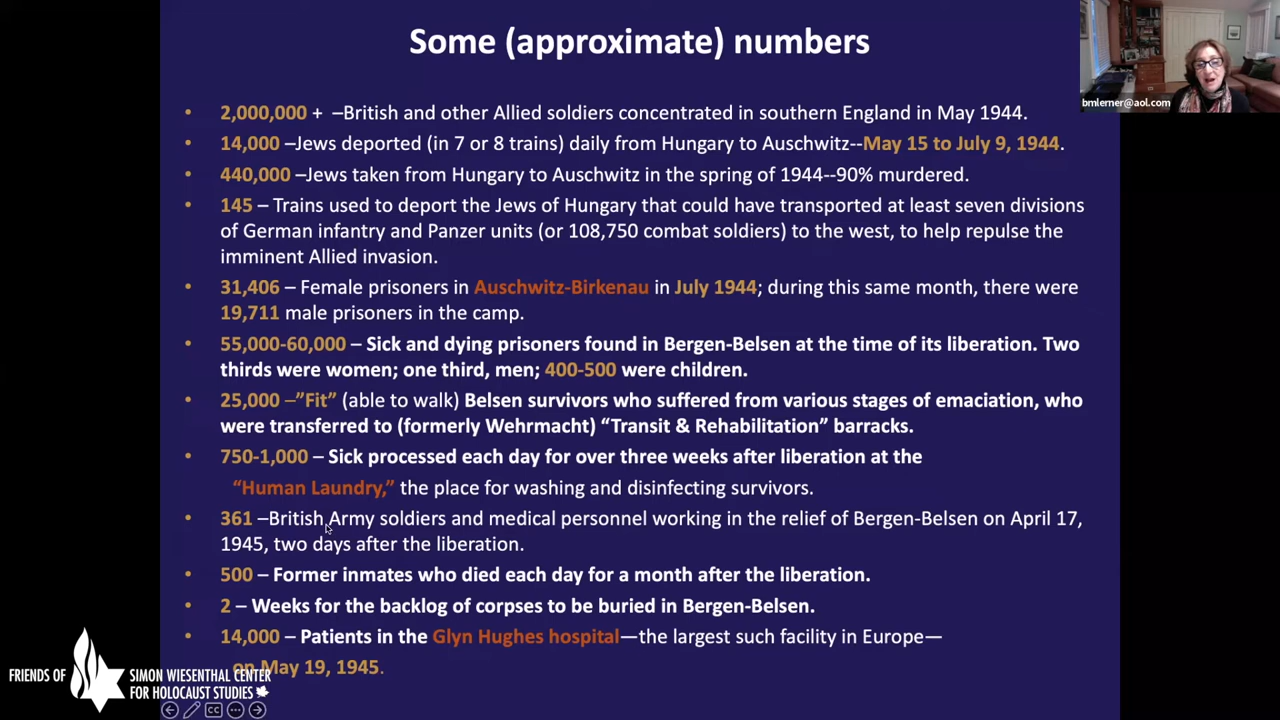 Some (approximate) numbers
bmlerner@aol.com
• 2,000,000 + –British and other Allied soldiers concentrated in southern England in May 1944.
• 14,000 –Jews deported (in 7 or 8 trains) daily from Hungary to Auschwitz--May 15 to July 9, 1944.
• 440,000 –Jews taken from Hungary to Auschwitz in the spring of 1944--90% murdered.
• 145 – Trains used to deport the Jews of Hungary that could have transported at least seven divisions
of German infantry and Panzer units (or 108,750 combat soldiers) to the west, to help repulse the
imminent Allied invasion.
• 31,406 – Female prisoners in Auschwitz-Birkenau in July 1944; during this same month, there were
19,711 male prisoners in the camp.
• 55,000-60,000 – Sick and dying prisoners found in Bergen-Belsen at the time of its liberation. Two
thirds were women; one third, men; 400-500 were children.
• 25,000 –”Fit” (able to walk) Belsen survivors who suffered from various stages of emaciation, who
were transferred to (formerly Wehrmacht) “Transit & Rehabilitation” barracks.
• 750-1,000 – Sick processed each day for over three weeks after liberation at the
“Human Laundry,” the place for washing and disinfecting survivors.
• 361 –British Army soldiers and medical personnel working in the relief of Bergen-Belsen on April 17,
1945, two days after the liberation.
• 500 – Former inmates who died each day for a month after the liberation.
• 2 – Weeks for the backlog of corpses to be buried in Bergen-Belsen.
• 14,000 – Patients in the Glyn Hughes hospital—the largest such facility in Europe—
on May 19, 1945.
FRIENDS OF SIMON WIESENTHAL CENTER
FOR HOLOCAUST STUDIES
CC